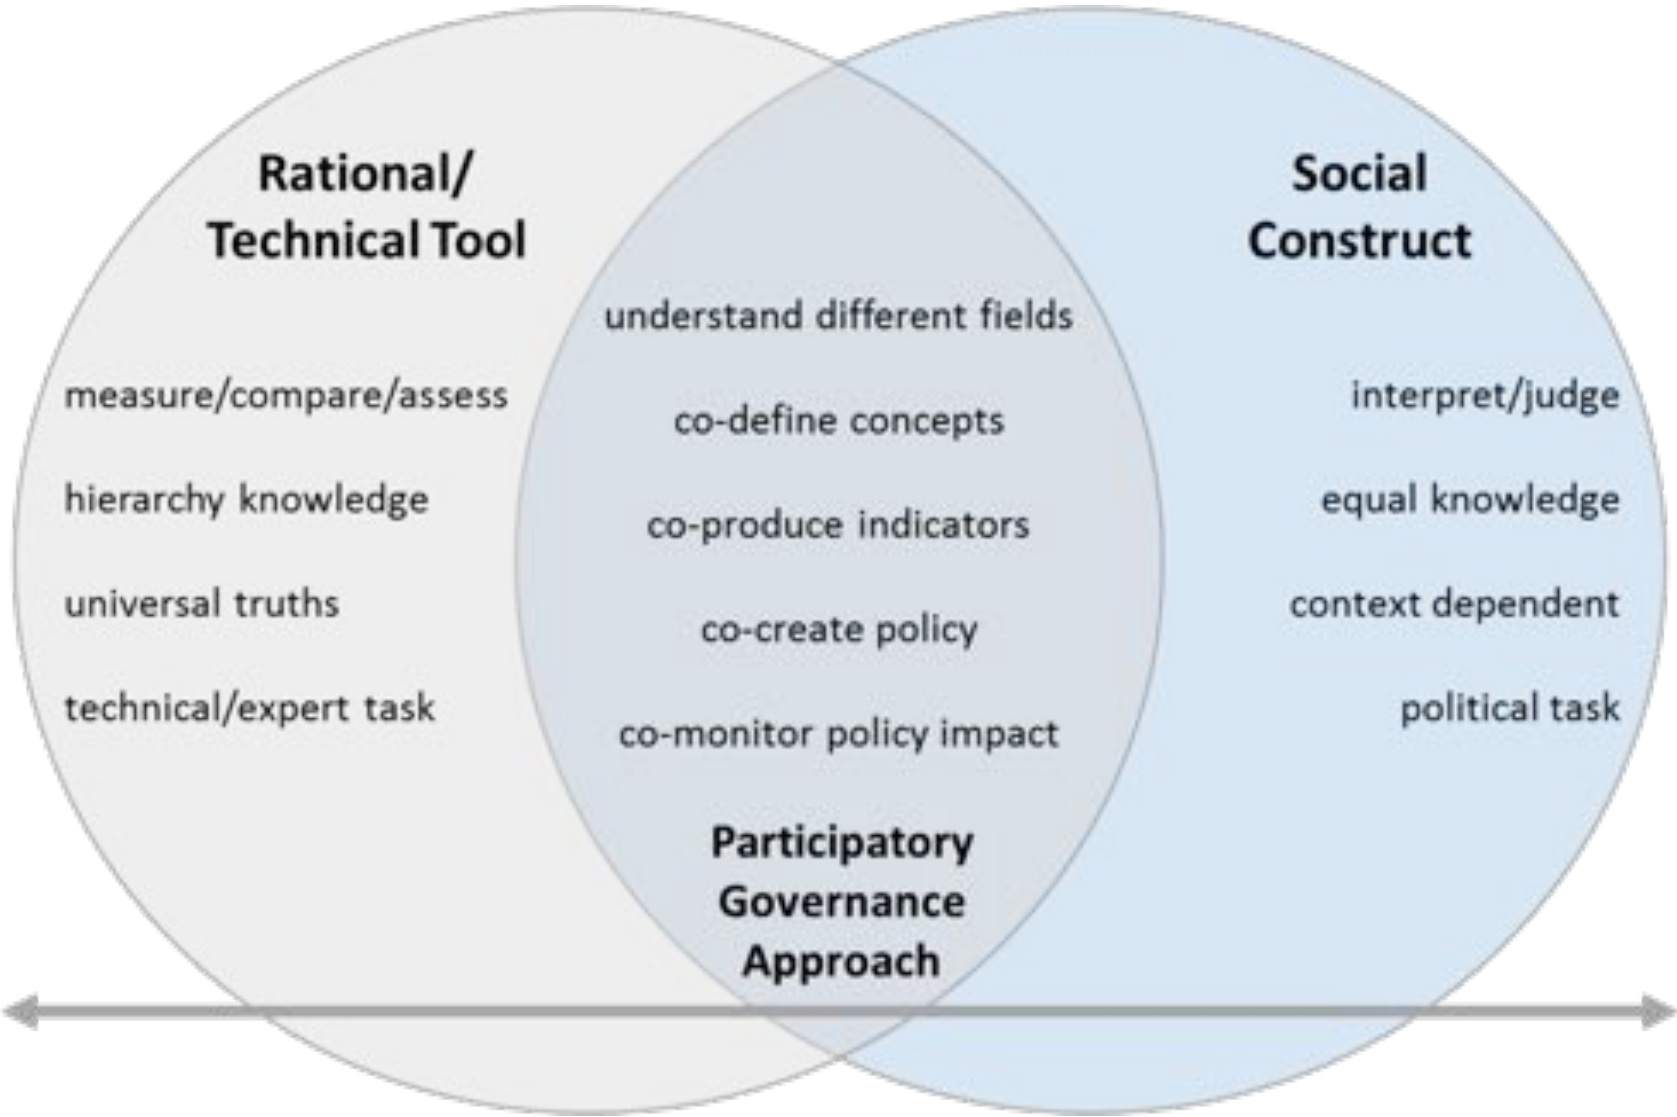 Rational/
Technical Tool
measure/compare/assess
hierarchy knowledge
universal truths
technical/expert task
understand different fields
co-define concepts
co-produce indicators
co-create policy
co-monitor policy impact
Participatory
Governance
Approach
Social
Construct
interpret/judge
equal knowledge
context dependent
political task